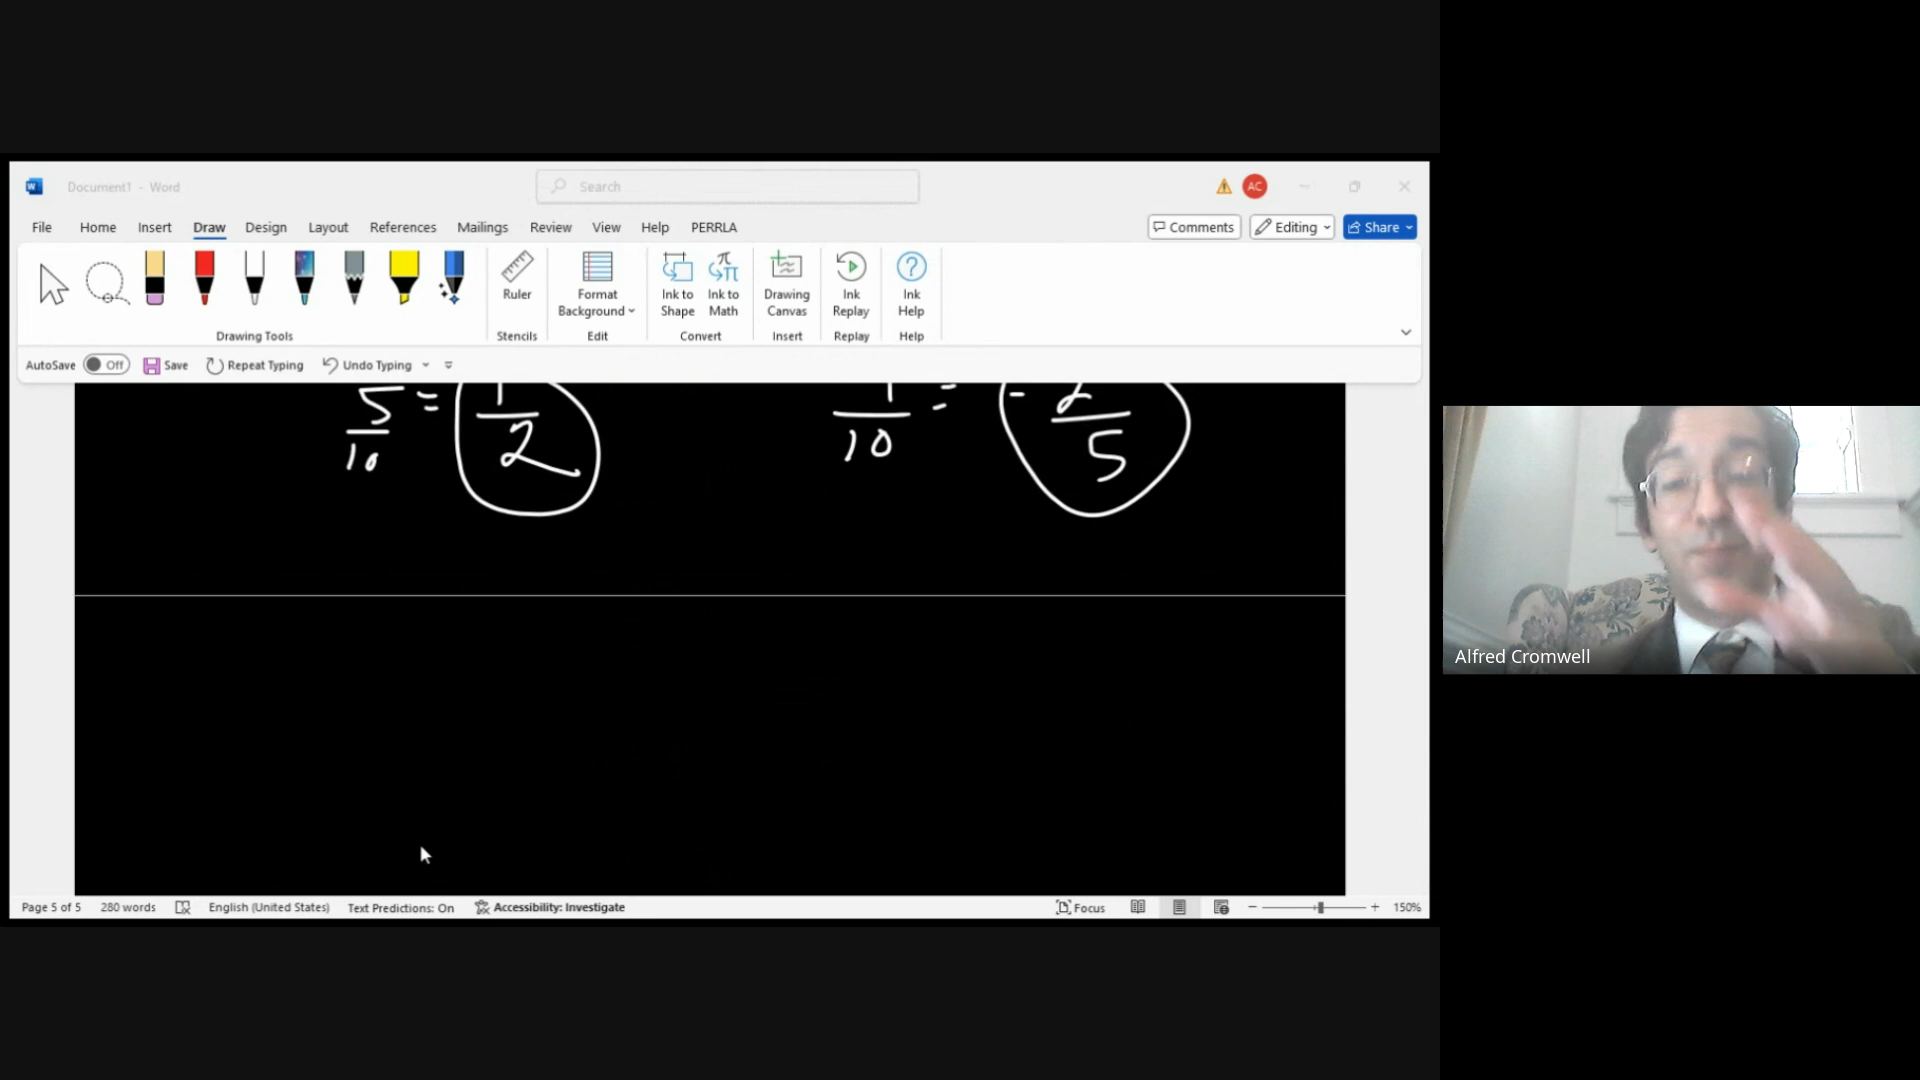 Document1 - Word
Search
AC
File Home Insert Draw Design Layout References Mailings Review View Help PERRLA
Comments Editing Share
Ruler
Format Background
Ink to Shape
Ink to Math
Drawing Canvas
Ink Replay
Ink Help
Drawing Tools Stencils Edit Convert Insert Replay Help
AutoSave Off Save Repeat Typing Undo Typing
5/10 = 1/2
/10 = - 2/5
Alfred Cromwell
Page 5 of 5 280 words English (United States) Text Predictions: On Accessibility: Investigate Focus 150%